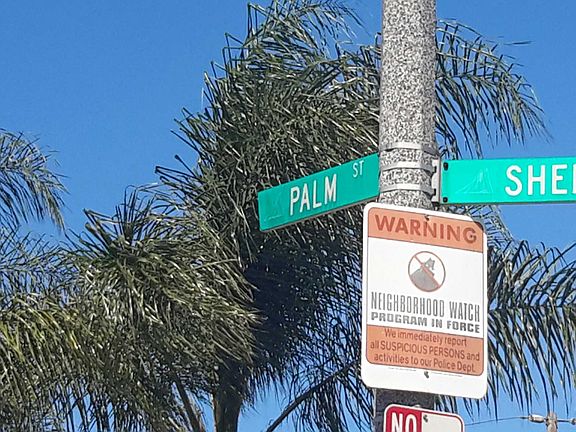 PALM ST
SHE
WARNING
NEIGHBORHOOD WATCH
PROGRAM IN FORCE
We immediately report
all SUSPICIOUS PERSONS and
activities to our Police Dept.
NO